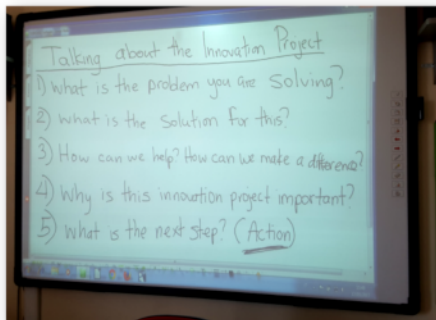 Talking about the Innovation Project
1) What is the problem you are solving?
2) What is the solution for this?
3) How can we help? How can we make a difference?
4) Why is this innovation project important?
5) What is the next step? (Action)